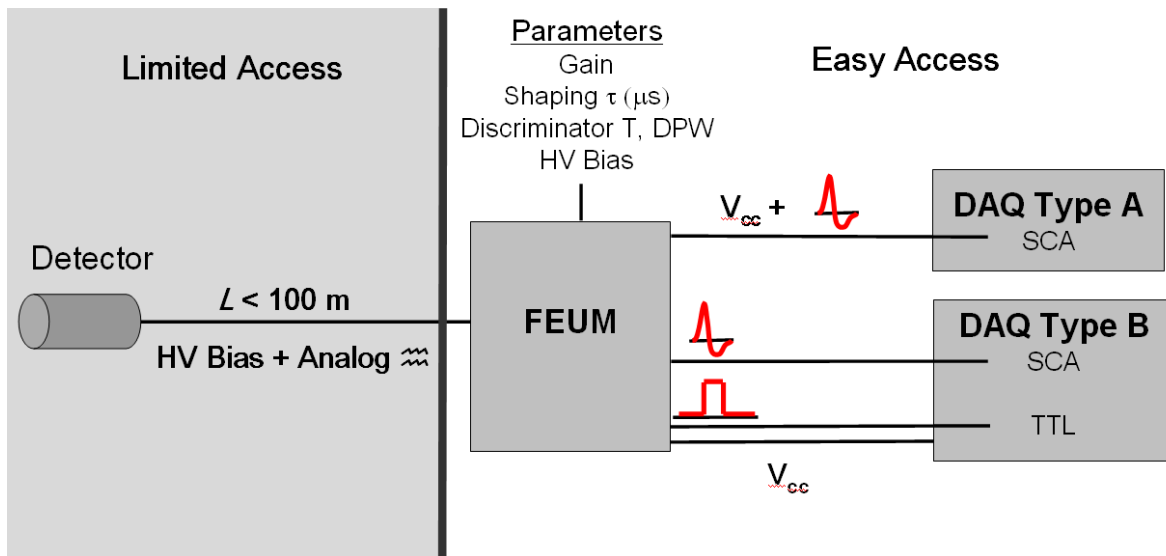 Limited Access
Parameters
Gain
Shaping τ (μs)
Discriminator T, DPW
HV Bias
Easy Access
Vcc +
DAQ Type A
SCA
Detector
L < 100 m
HV Bias + Analog
FEUM
DAQ Type B
SCA
TTL
Vcc